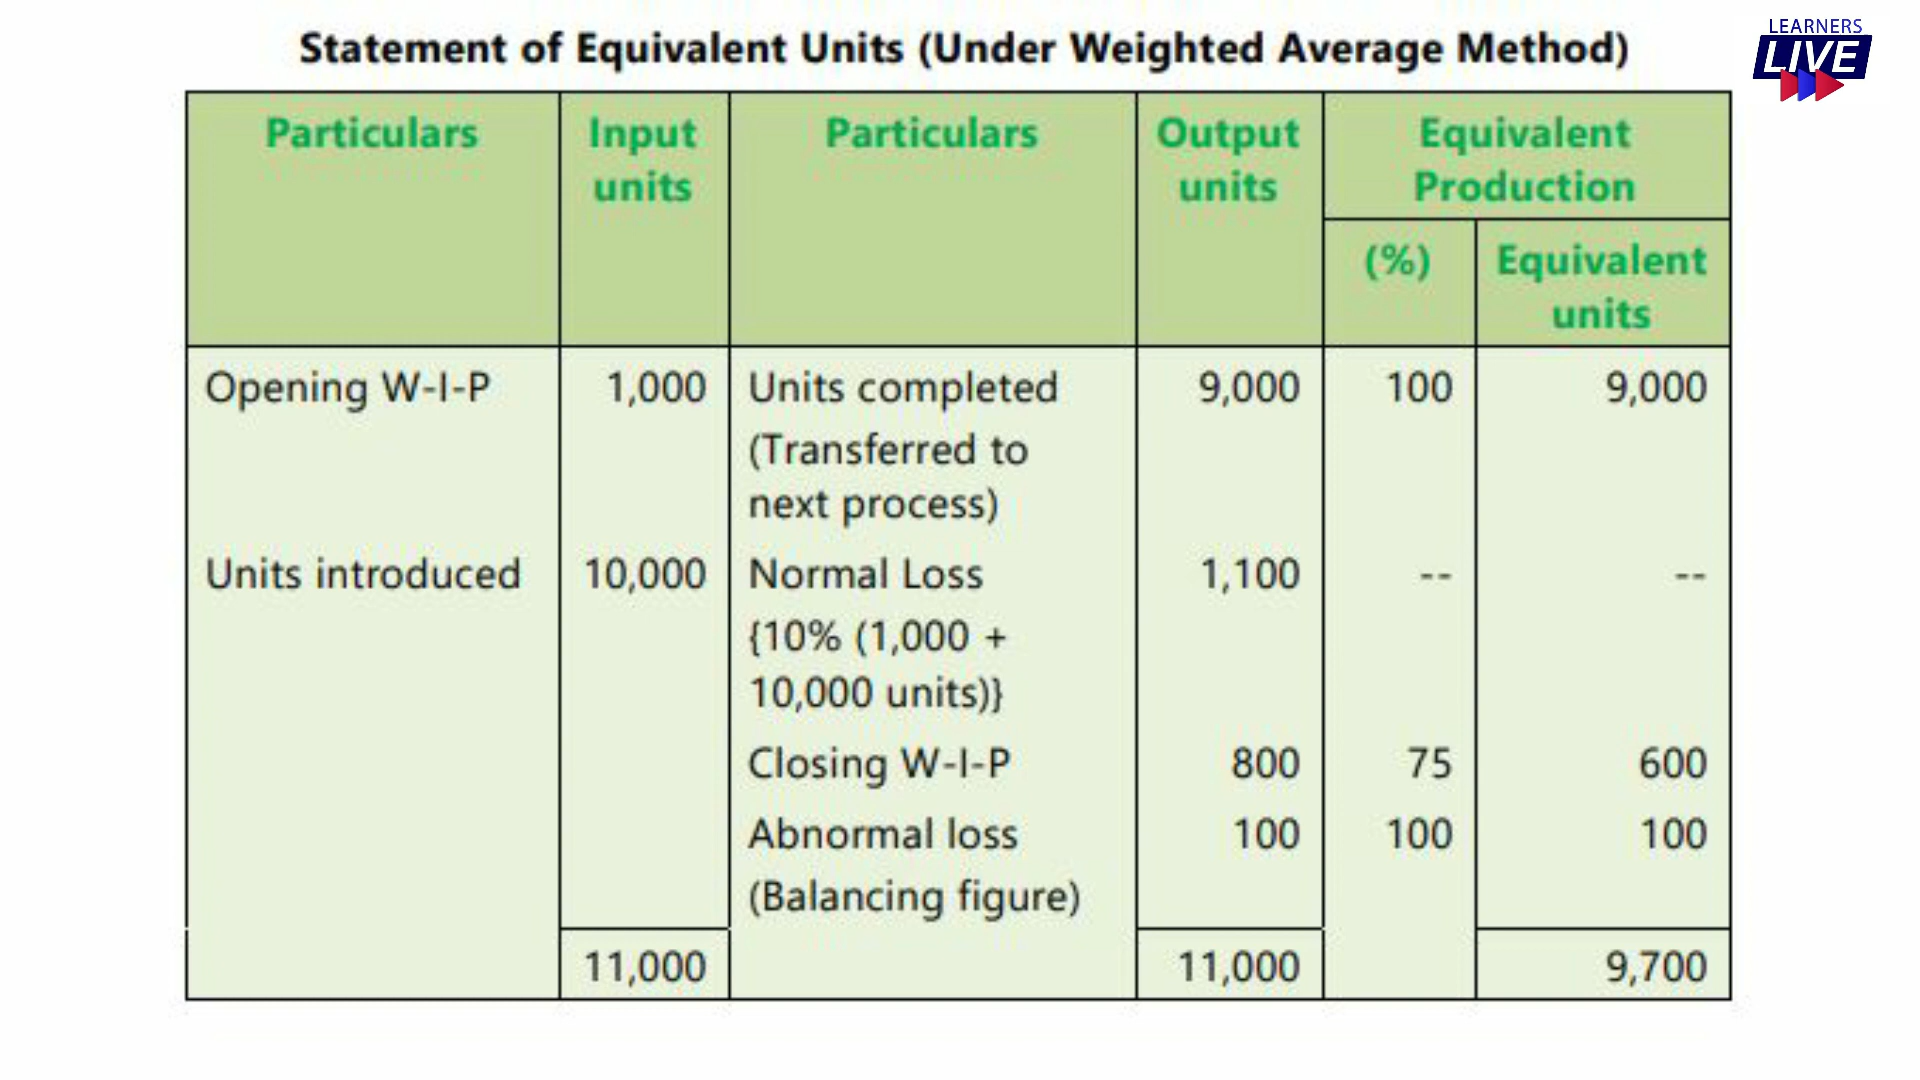 Statement of Equivalent Units (Under Weighted Average Method)
LEARNERS
LIVE
Particulars Input units Particulars Output units Equivalent Production
(%) Equivalent units
Opening W-I-P 1,000 Units completed 9,000 100 9,000
(Transferred to
next process)
Units introduced 10,000 Normal Loss 1,100 -- --
{10% (1,000 +
10,000 units)}
Closing W-I-P 800 75 600
Abnormal loss 100 100 100
(Balancing figure)
11,000 11,000 9,700